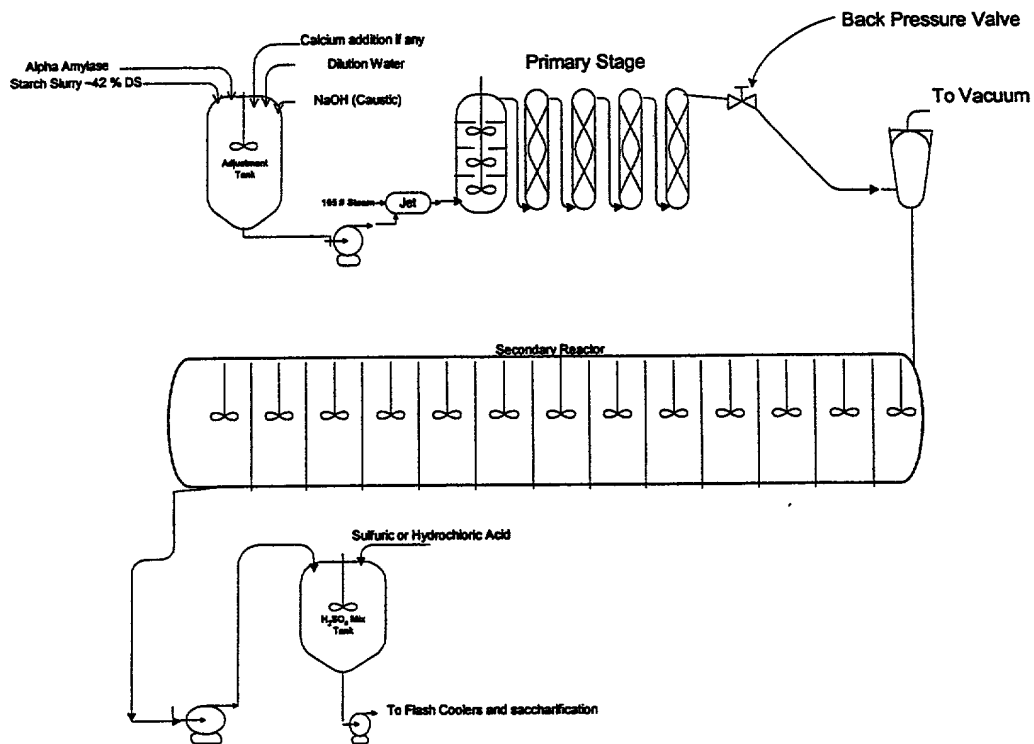 Back Pressure Valve
Calcium addition if any
Alpha Amylase
Dilution Water
Primary Stage
Starch Slurry ~42 % DS
NaOH (Caustic)
To Vacuum
Adjustment
Tank
165 # Steam
Jet
Secondary Reactor
Sulfuric or Hydrochloric Acid
H₂SO₄ Mix
Tank
To Flash Coolers and saccharification